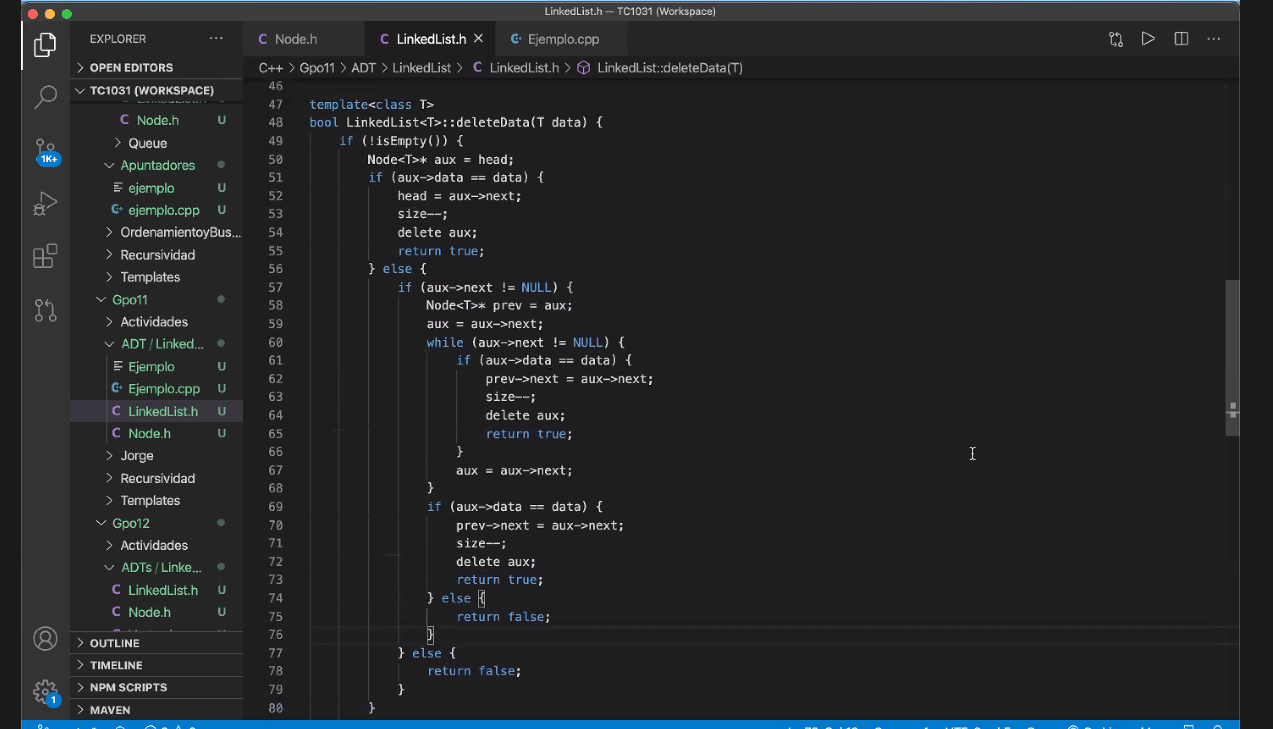 LinkedList.h — TC1031 (Workspace)
EXPLORER ···
Node.h
LinkedList.h ×
Ejemplo.cpp
···
OPEN EDITORS
C++ > Gpo11 > ADT > LinkedList > C LinkedList.h > LinkedList::deleteData(T)
TC1031 (WORKSPACE)
Node.h U
Queue
Apuntadores
ejemplo U
ejemplo.cpp U
OrdenamientoyBus...
Recursividad
Templates
Gpo11
Actividades
ADT / Linked...
Ejemplo U
Ejemplo.cpp U
LinkedList.h U
Node.h U
Jorge
Recursividad
Templates
Gpo12
Actividades
ADTs / Linke...
LinkedList.h U
Node.h U
OUTLINE
TIMELINE
NPM SCRIPTS
MAVEN
1K+
1
46
47 template<class T>
48 bool LinkedList<T>::deleteData(T data) {
49 if (!isEmpty()) {
50 Node<T>* aux = head;
51 if (aux->data == data) {
52 head = aux->next;
53 size--;
54 delete aux;
55 return true;
56 } else {
57 if (aux->next != NULL) {
58 Node<T>* prev = aux;
59 aux = aux->next;
60 while (aux->next != NULL) {
61 if (aux->data == data) {
62 prev->next = aux->next;
63 size--;
64 delete aux;
65 return true;
66 }
67 aux = aux->next;
68 }
69 if (aux->data == data) {
70 prev->next = aux->next;
71 size--;
72 delete aux;
73 return true;
74 } else {
75 return false;
76 }
77 } else {
78 return false;
79 }
80 }